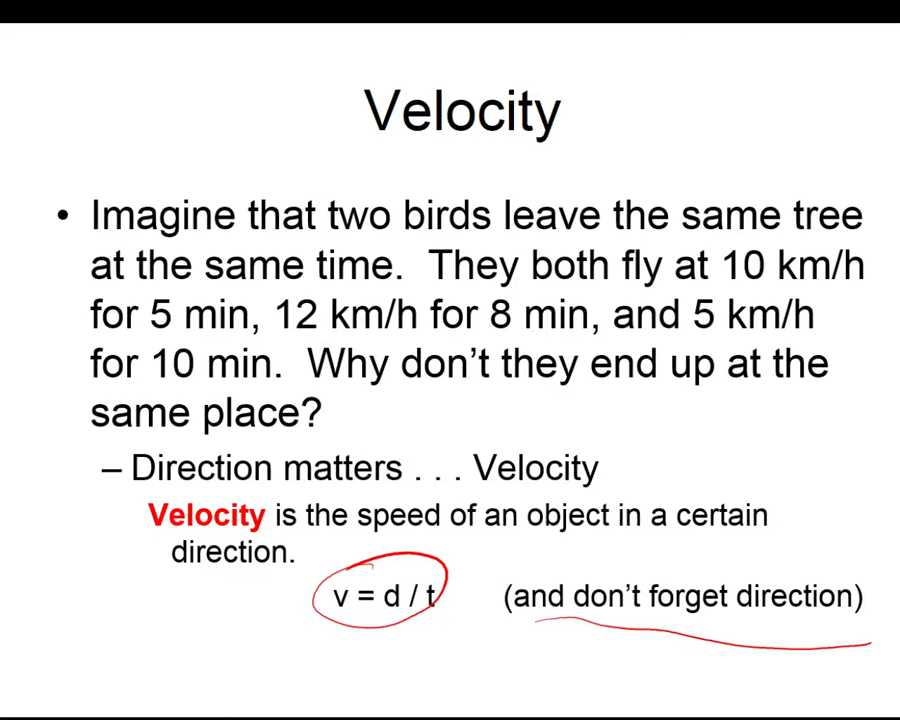 Velocity
• Imagine that two birds leave the same tree
at the same time. They both fly at 10 km/h
for 5 min, 12 km/h for 8 min, and 5 km/h
for 10 min. Why don’t they end up at the
same place?
– Direction matters . . . Velocity
Velocity is the speed of an object in a certain
direction.
v = d / t (and don’t forget direction)